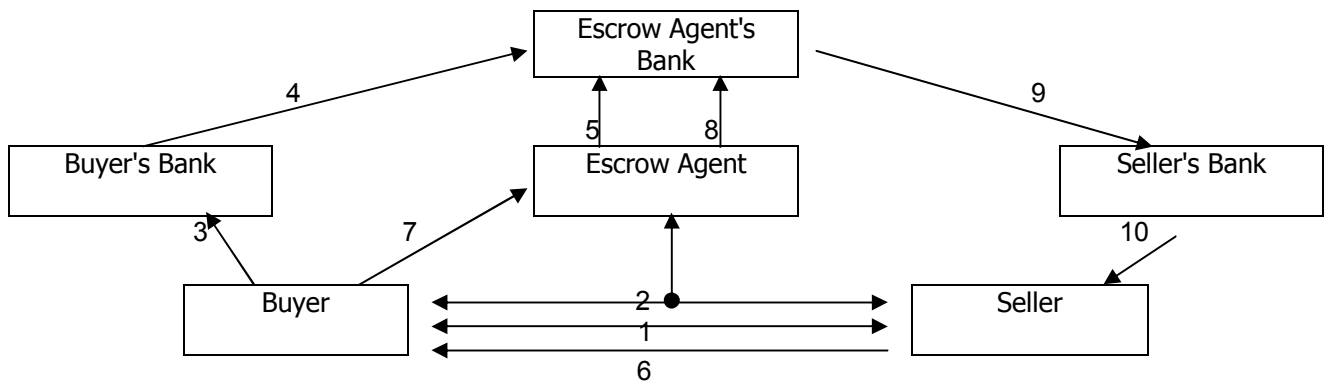 Escrow Agent's
Bank
4
9
5
8
Buyer's Bank
Escrow Agent
Seller's Bank
3
7
10
Buyer
2
Seller
1
6